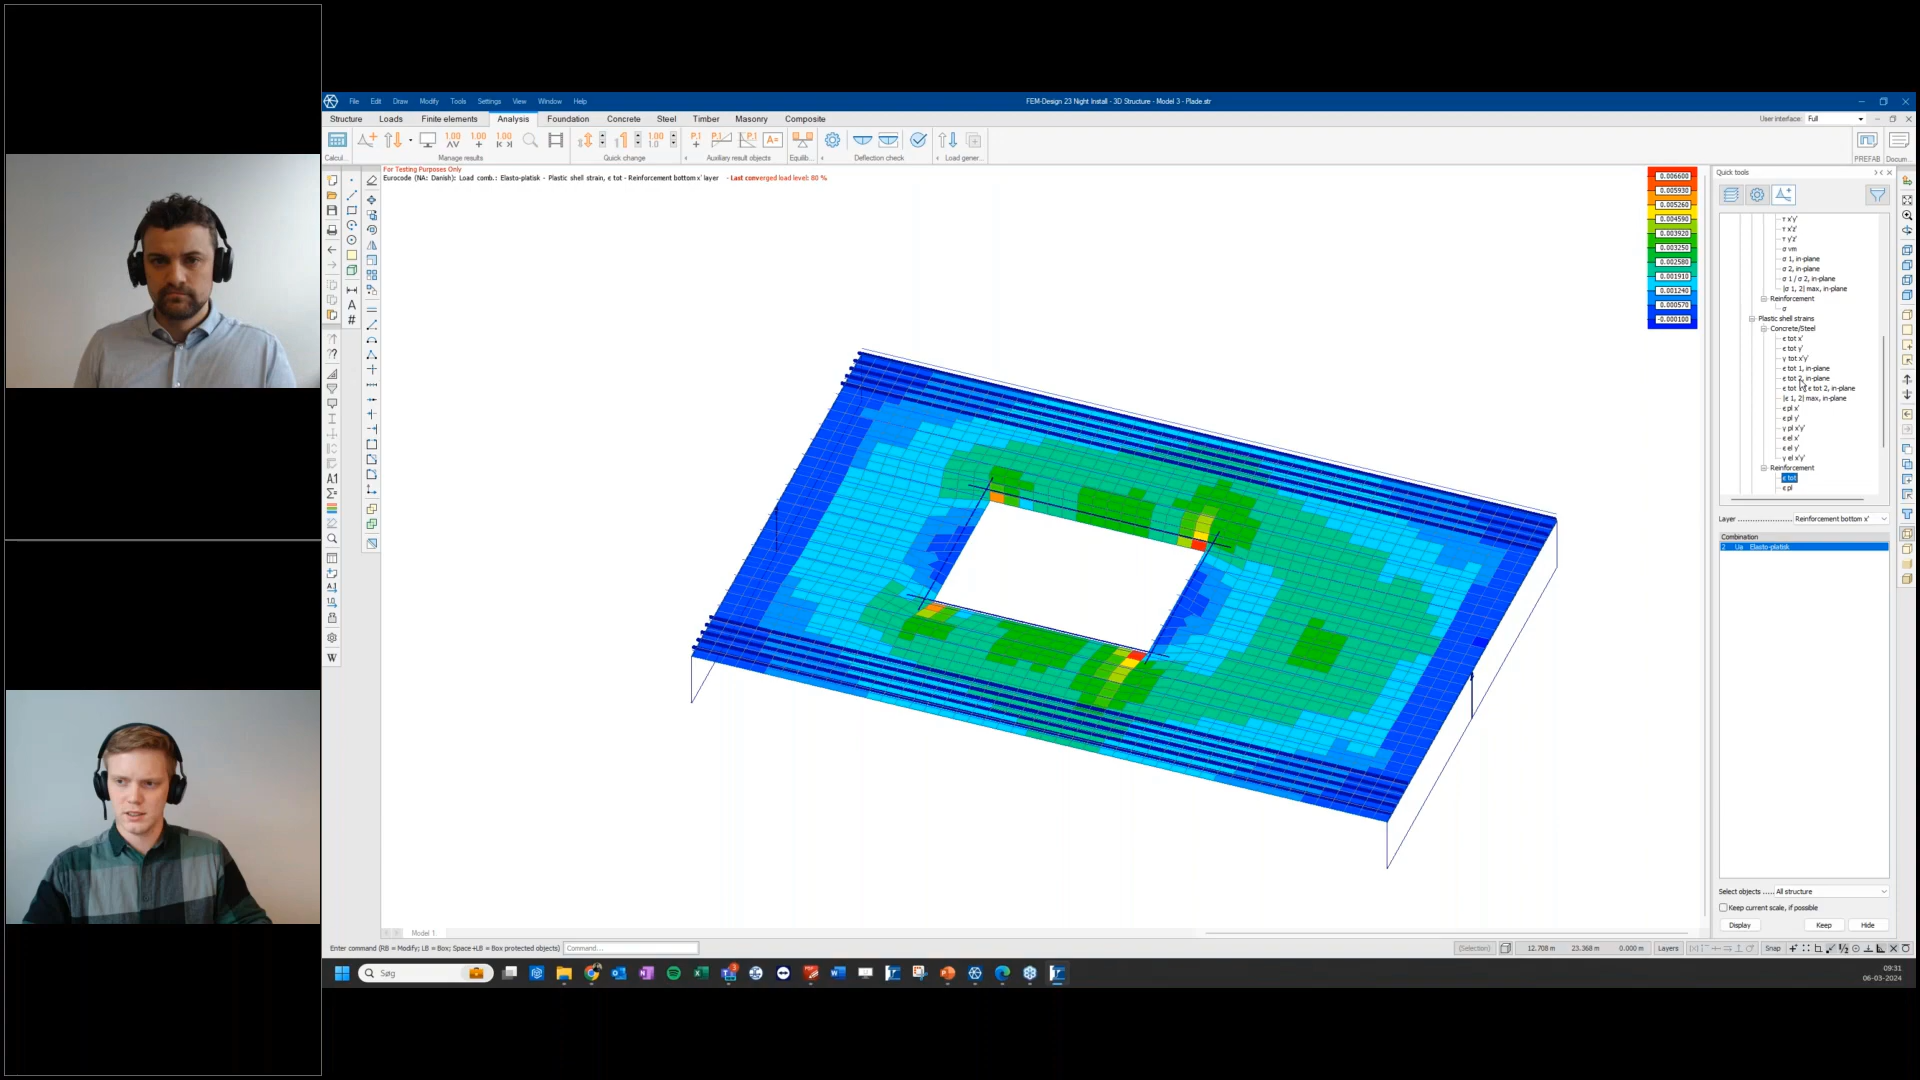 File Edit Draw Modify Tools Settings View Window Help
FEM-Design 23 Night Install - 3D Structure - Model 3 - Plade.str
Structure Loads Finite elements Analysis Foundation Concrete Steel Timber Masonry Composite
User interface: Full
Calcul... Manage results Quick change Auxiliary result objects Equilib... Deflection check Load gener...
PREFAB Docum...
For Testing Purposes Only
Eurocode (NA: Danish): Load comb.: Elasto-platisk - Plastic shell strain, ϵ tot - Reinforcement bottom x' layer - Last converged load level: 80 %
0.006600
0.005930
0.005260
0.004590
0.003920
0.003250
0.002580
0.001910
0.001240
0.000570
-0.000100
Quick tools
τ x'y'
τ x'z'
τ y'z'
σ vm
σ 1, in-plane
σ 2, in-plane
σ 1 / σ 2, in-plane
|σ 1, 2| max, in-plane
Reinforcement
σ
Plastic shell strains
Concrete/Steel
ϵ tot x'
ϵ tot y'
γ tot x'y'
ϵ tot 1, in-plane
ϵ tot 2, in-plane
ϵ tot 1 / ϵ tot 2, in-plane
|ϵ 1, 2| max, in-plane
ϵ pl x'
ϵ pl y'
γ pl x'y'
ϵ el x'
ϵ el y'
γ el x'y'
Reinforcement
ϵ tot
ϵ pl
Layer Reinforcement bottom x'
Combination
2 Ua Elasto-platisk
Select objects All structure
Keep current scale, if possible
Display Keep Hide
Model 1
Enter command (RB = Modify; LB = Box; Space+LB = Box protected objects) Command...
(Selection) 12.708 m 23.368 m 0.000 m Layers Snap
Søg
09:31
06-03-2024